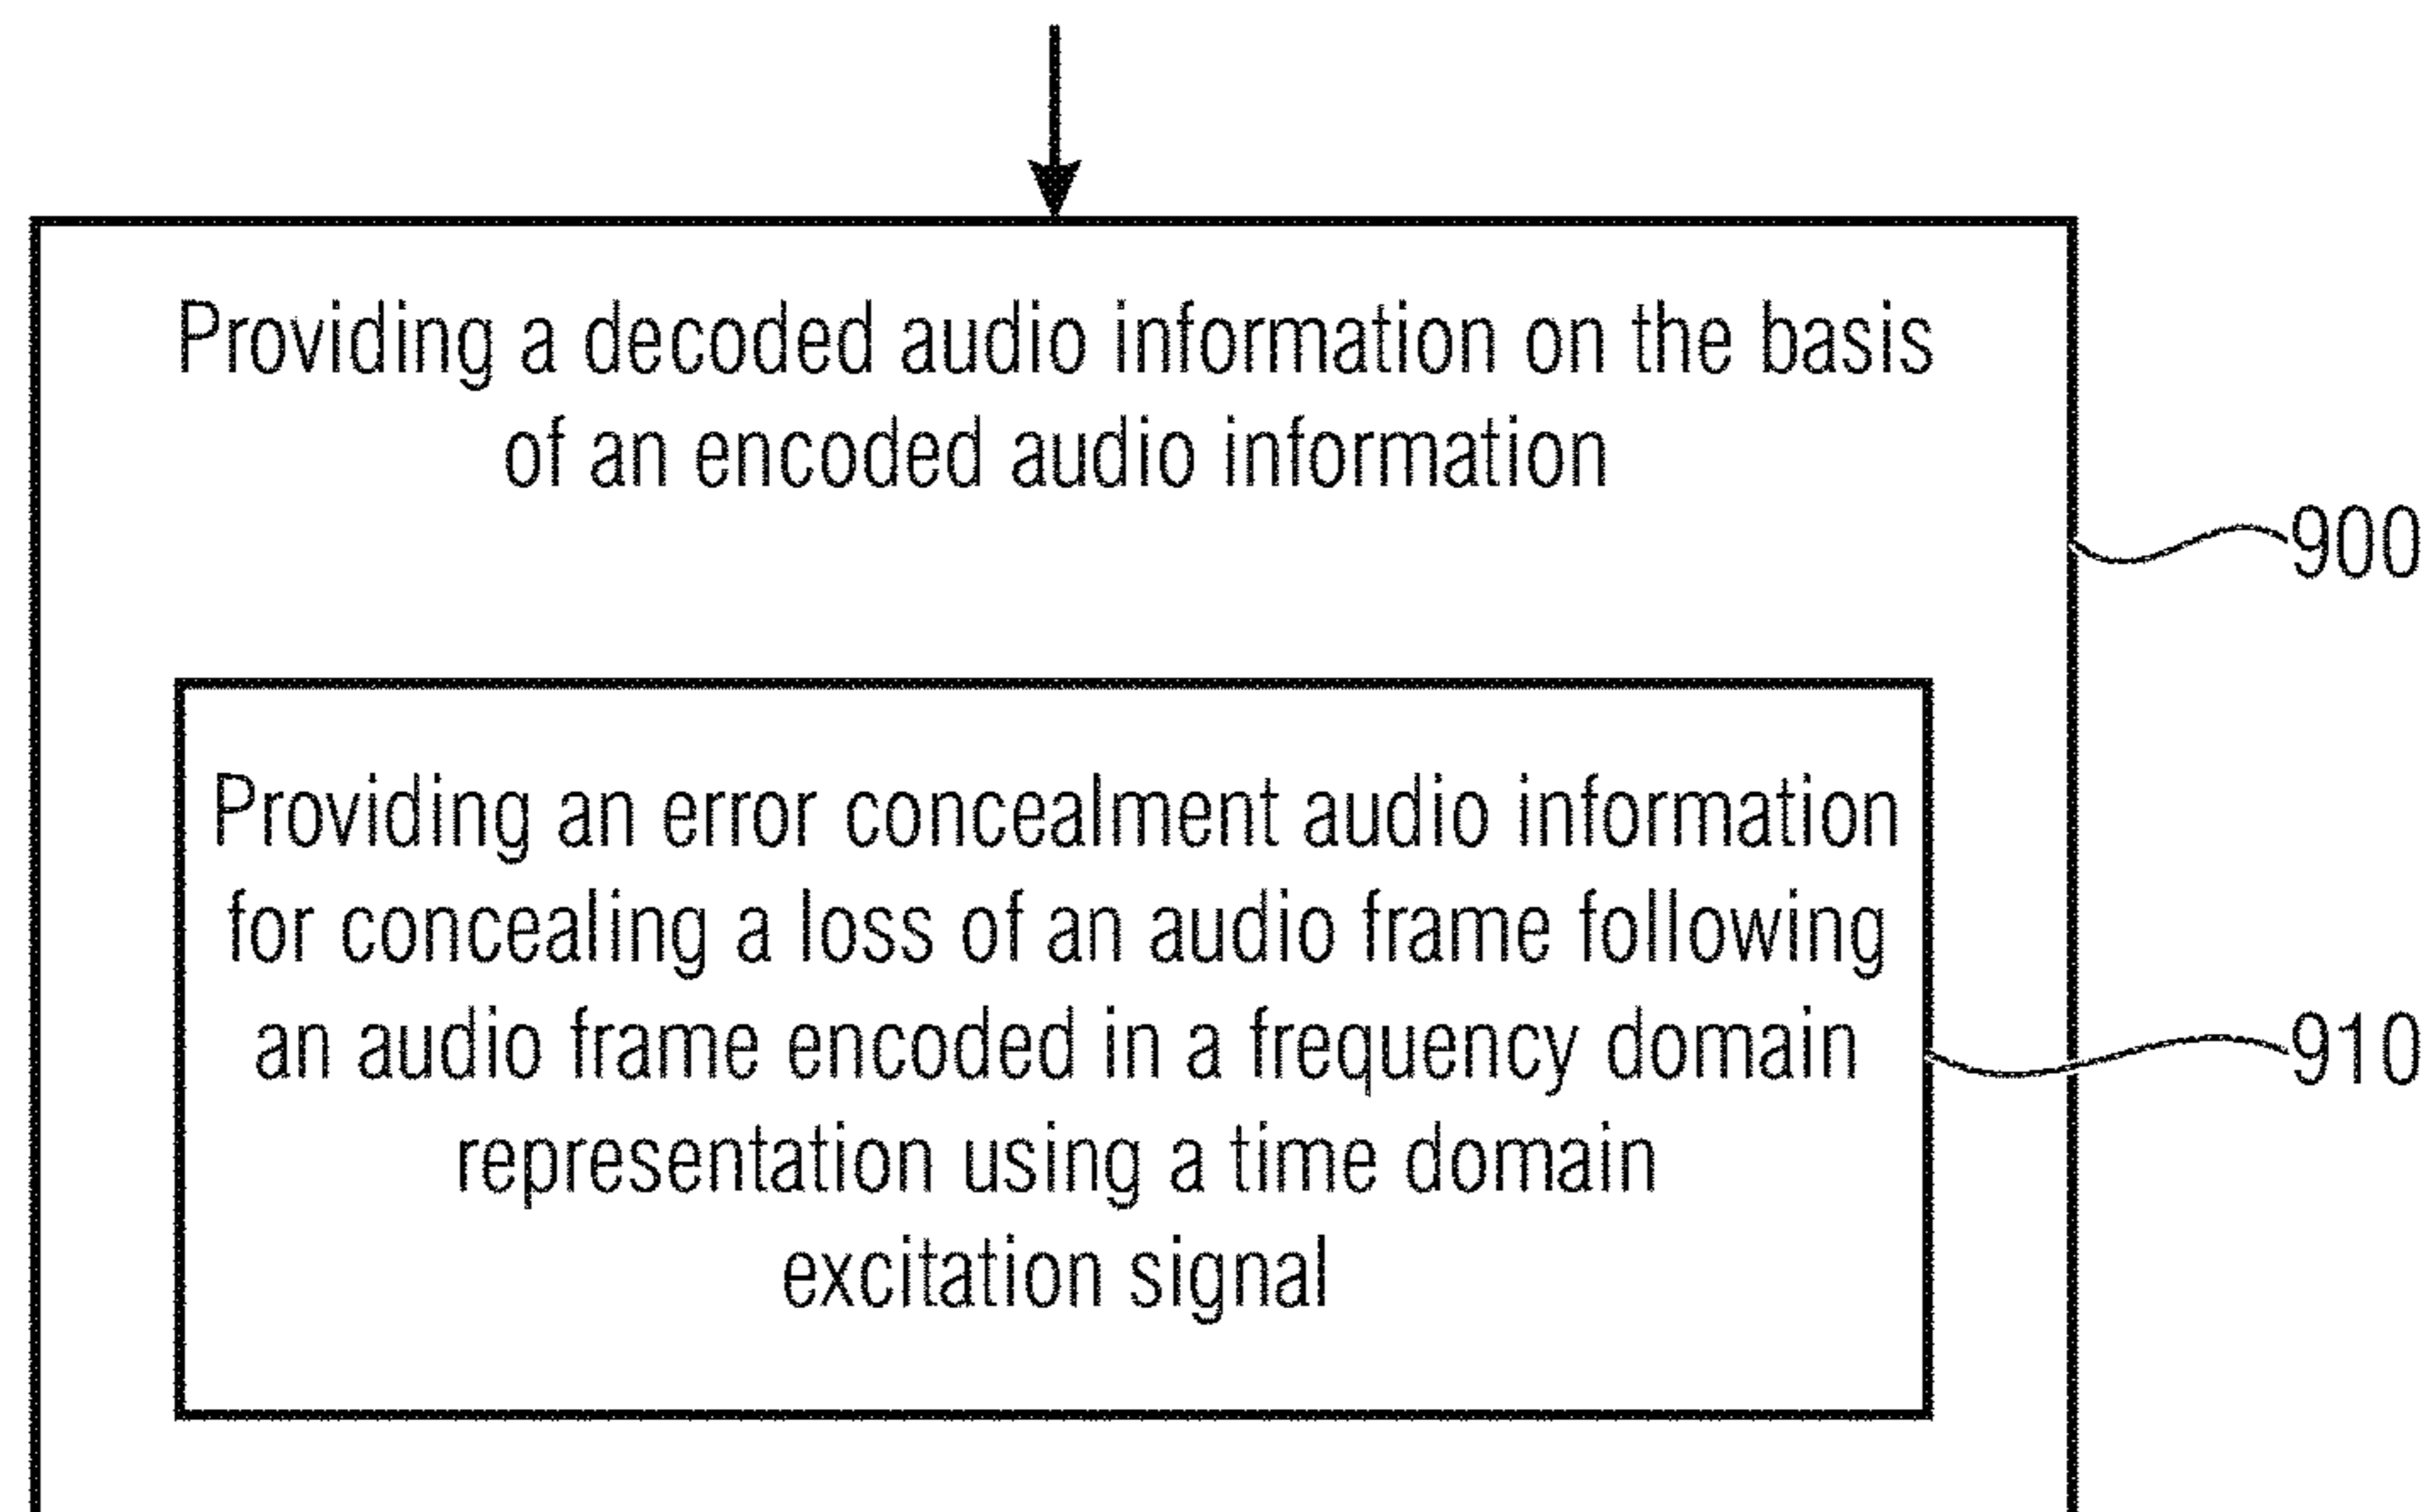 Providing a decoded audio information on the basis
of an encoded audio information
900
Providing an error concealment audio information
for concealing a loss of an audio frame following
an audio frame encoded in a frequency domain
910
representation using a time domain
excitation signal